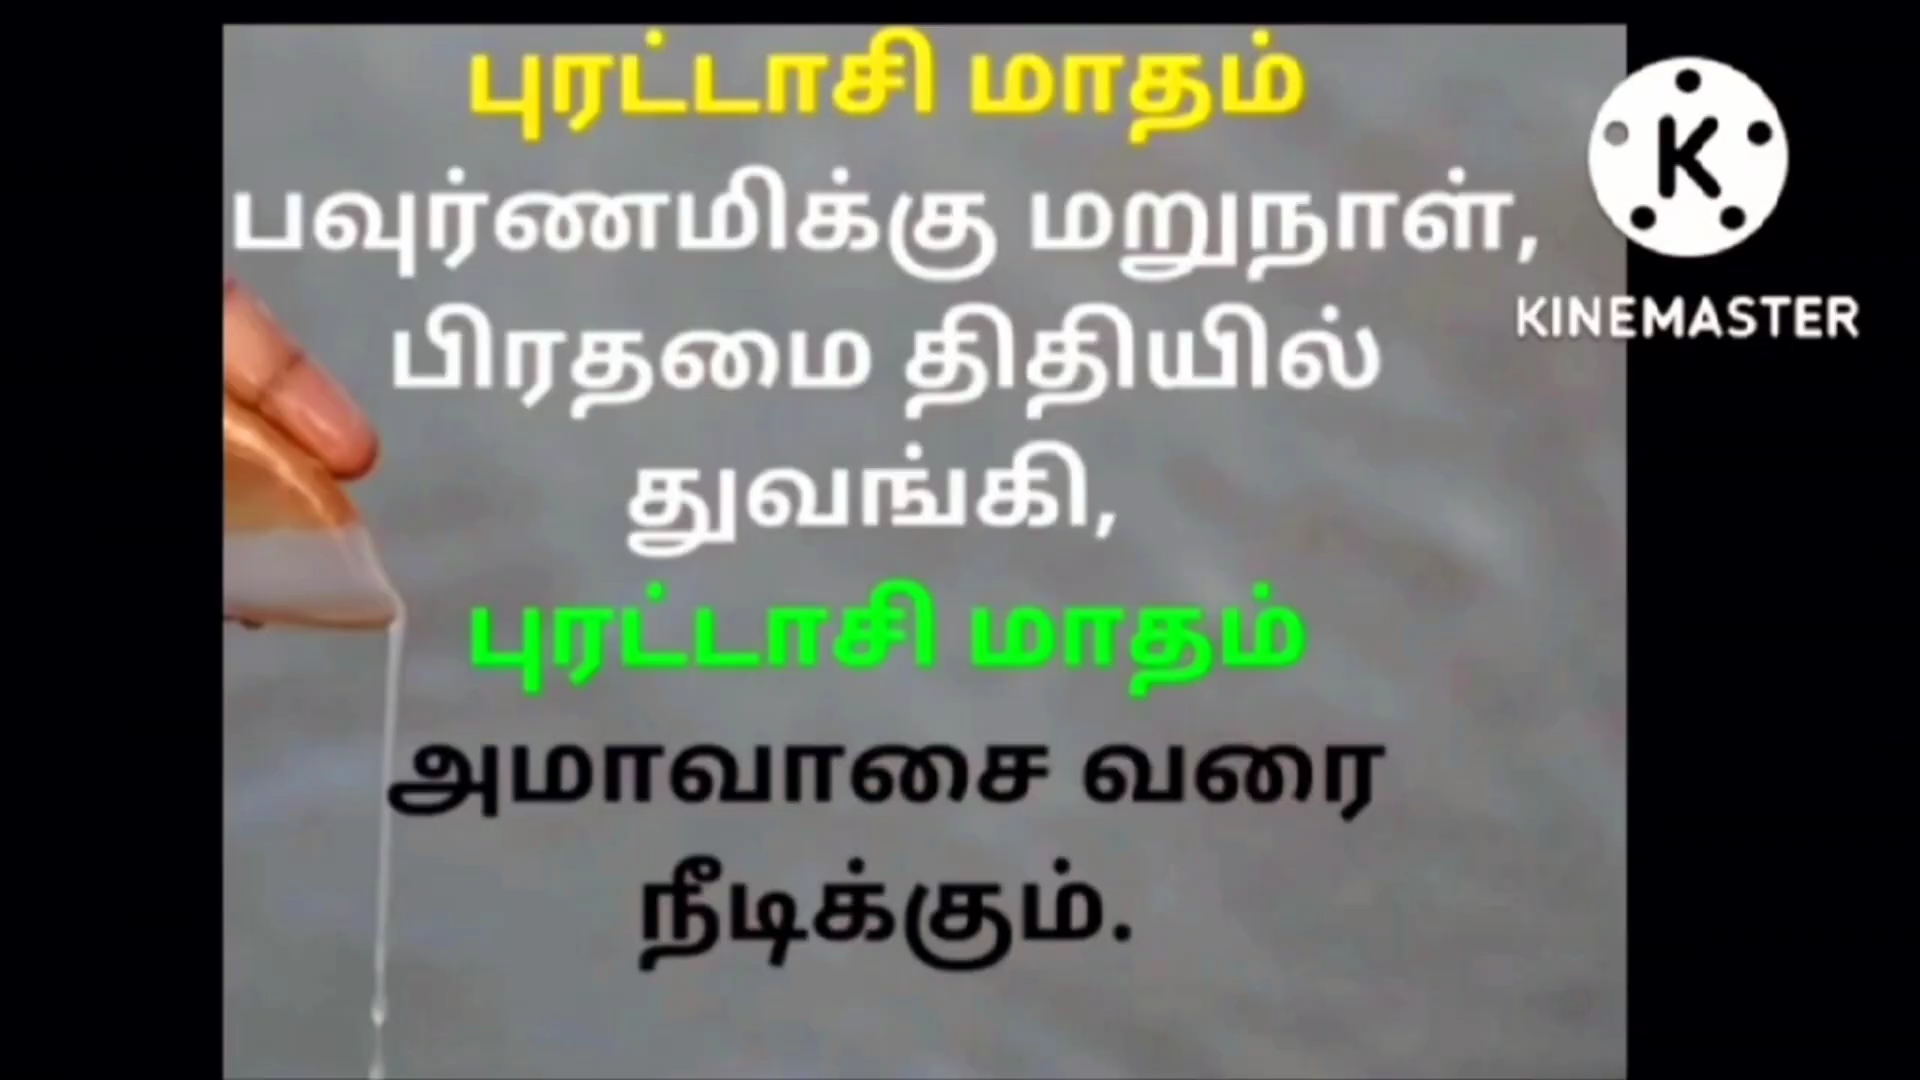 புரட்டாசி மாதம்
பவுர்ணமிக்கு மறுநாள்,
பிரதமை திதியில்
துவங்கி,
புரட்டாசி மாதம்
அமாவாசை வரை
நீடிக்கும்.
K
KINEMASTER